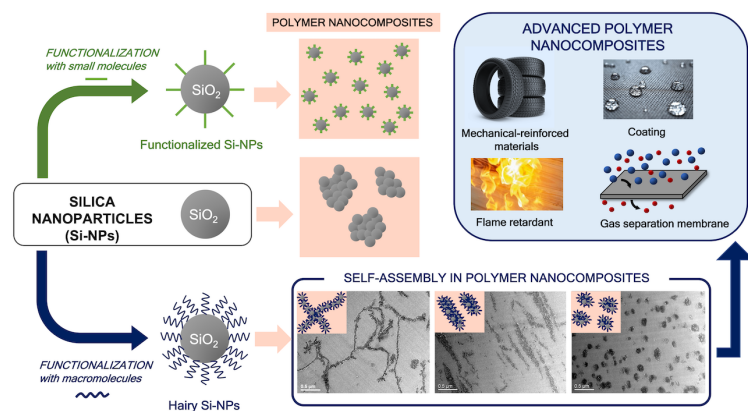 POLYMER NANOCOMPOSITES
FUNCTIONALIZATION
with small molecules
SiO2
Functionalized Si-NPs
SILICA
NANOPARTICLES
(Si-NPs)
SiO2
SiO2
FUNCTIONALIZATION
with macromolecules
Hairy Si-NPs
ADVANCED POLYMER
NANOCOMPOSITES
Mechanical-reinforced
materials
Coating
Flame retardant
Gas separation membrane
SELF-ASSEMBLY IN POLYMER NANOCOMPOSITES
0.5 µm
0.5 µm
0.5 µm